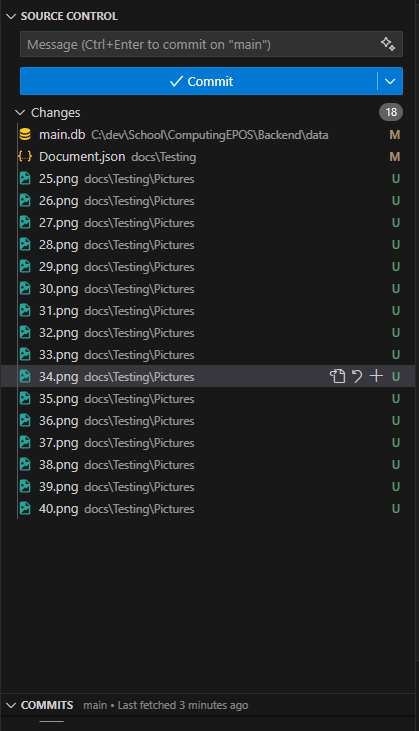 SOURCE CONTROL
Message (Ctrl+Enter to commit on "main")
Commit
Changes 18
main.db C:\dev\School\ComputingEPOS\Backend\data M
{..} Document.json docs\Testing M
25.png docs\Testing\Pictures U
26.png docs\Testing\Pictures U
27.png docs\Testing\Pictures U
28.png docs\Testing\Pictures U
29.png docs\Testing\Pictures U
30.png docs\Testing\Pictures U
31.png docs\Testing\Pictures U
32.png docs\Testing\Pictures U
33.png docs\Testing\Pictures U
34.png docs\Testing\Pictures U
35.png docs\Testing\Pictures U
36.png docs\Testing\Pictures U
37.png docs\Testing\Pictures U
38.png docs\Testing\Pictures U
39.png docs\Testing\Pictures U
40.png docs\Testing\Pictures U
COMMITS main • Last fetched 3 minutes ago